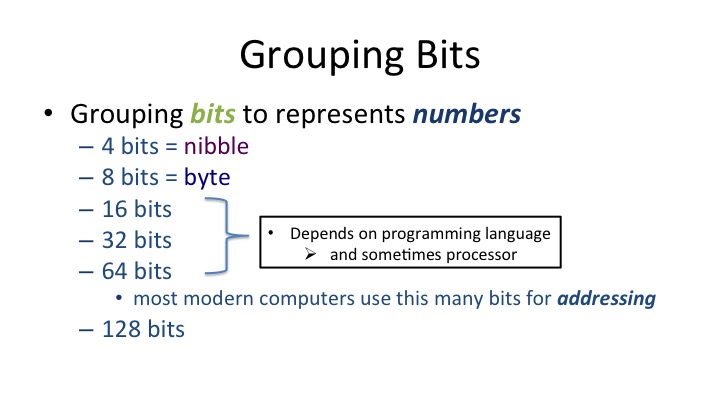 Grouping Bits
• Grouping bits to represents numbers
– 4 bits = nibble
– 8 bits = byte
– 16 bits
– 32 bits
– 64 bits
• Depends on programming language
➢ and sometimes processor
• most modern computers use this many bits for addressing
– 128 bits